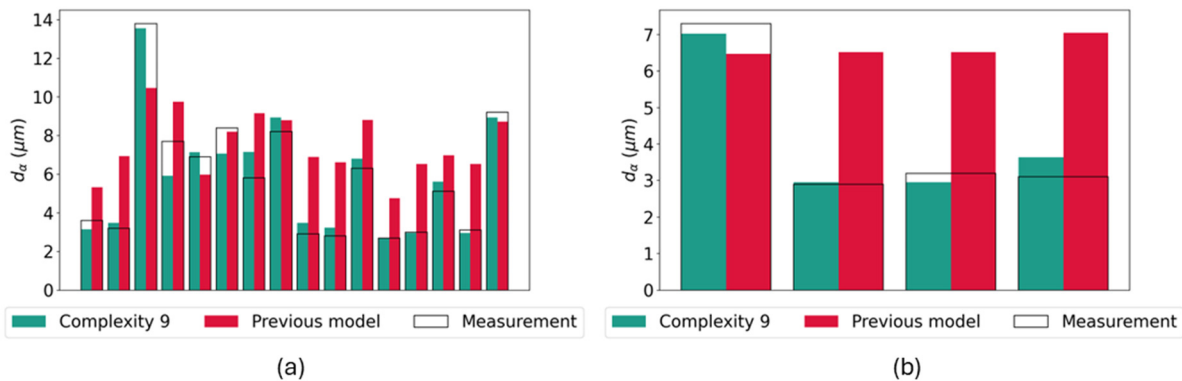 14
12
10
8
6
4
2
0
dα (μm)
Complexity 9 Previous model Measurement
(a)
7
6
5
4
3
2
1
0
dα (μm)
Complexity 9 Previous model Measurement
(b)